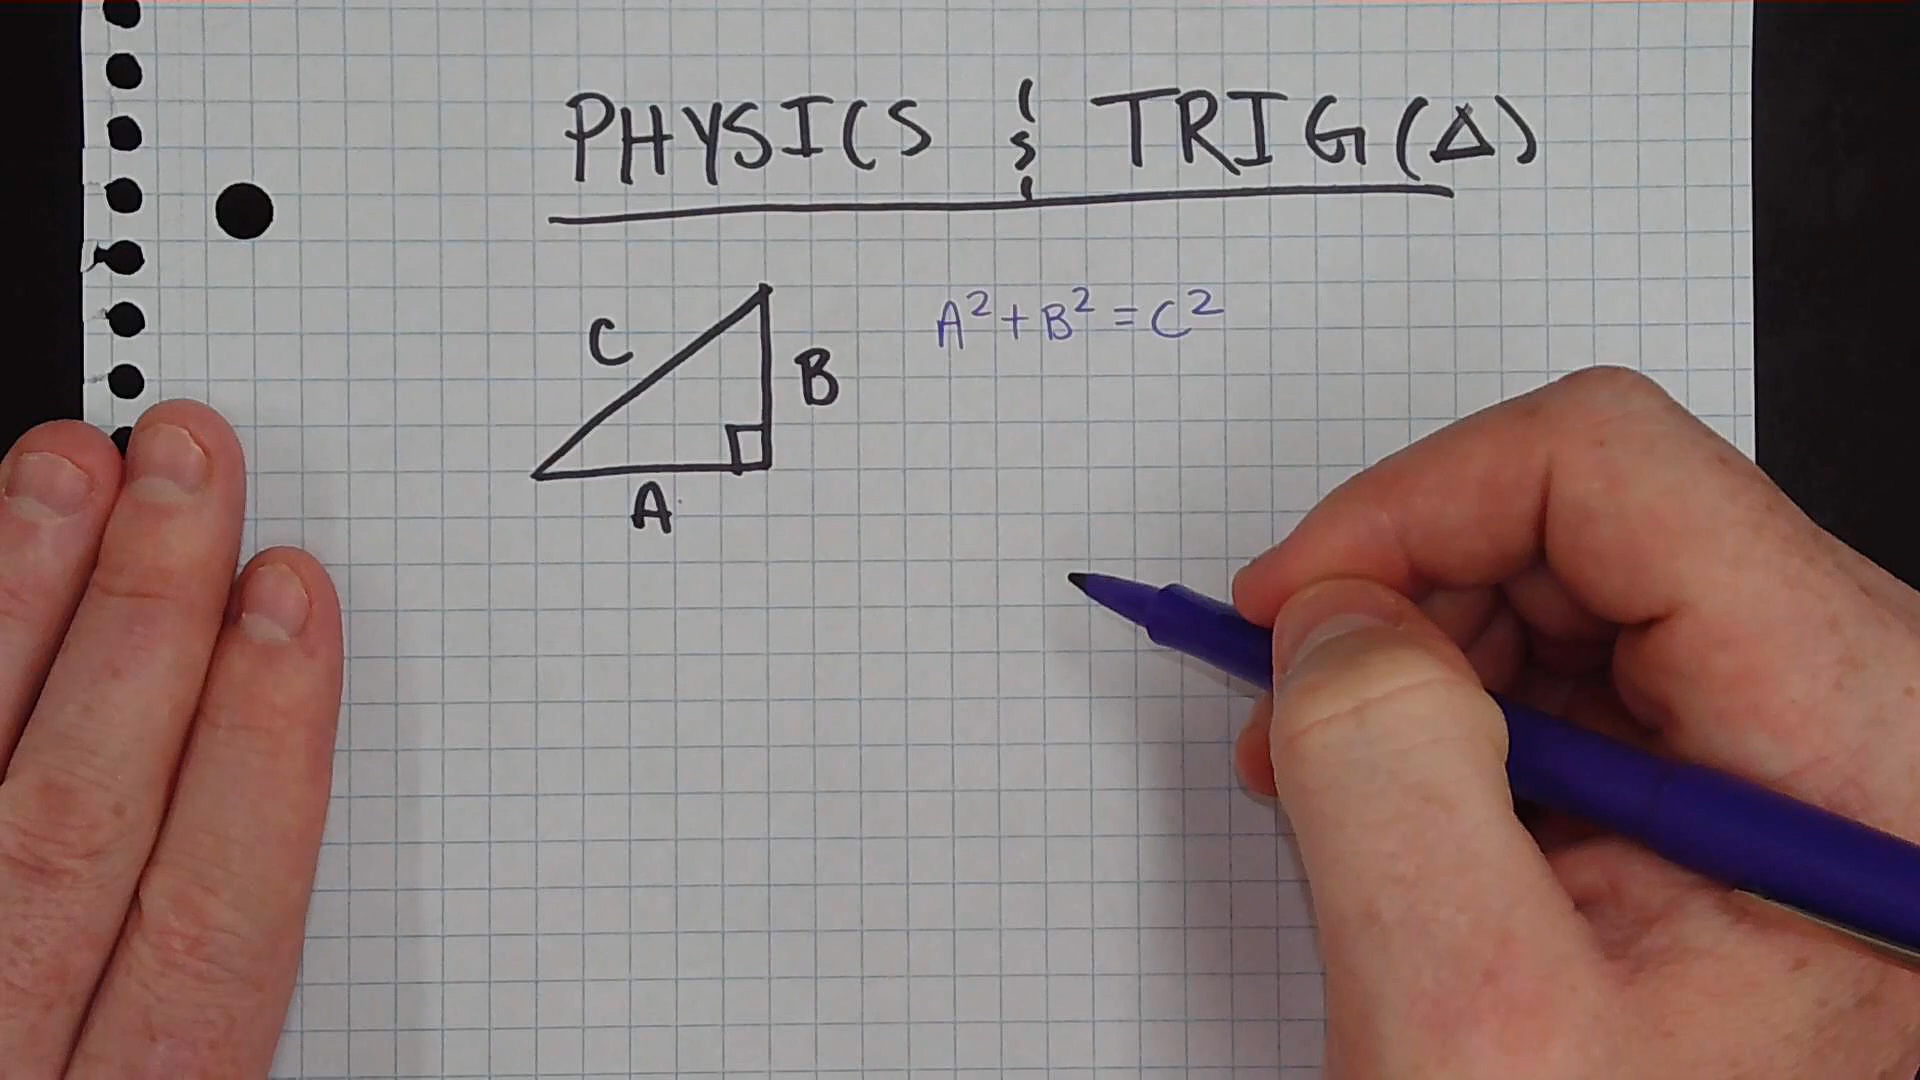 PHYSICS & TRIG (Δ)
C
A² + B² = C²
B
A